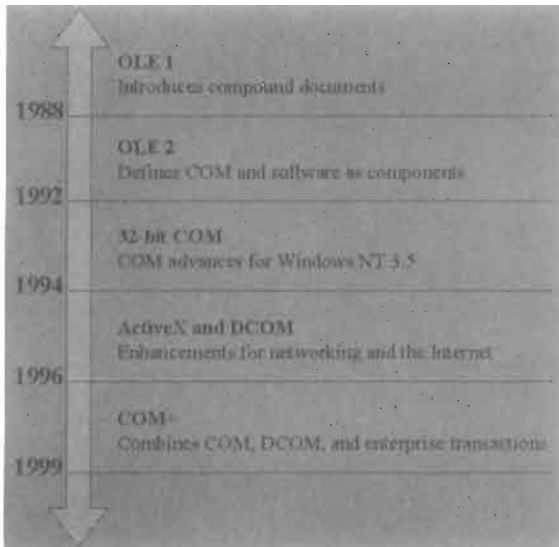 OLE 1
Introduces compound documents
1988
OLE 2
Defines COM and software as components
1992
32-bit COM
COM advances for Windows NT 3.5
1994
ActiveX and DCOM
Enhancements for networking and the Internet
1996
COM+
Combines COM, DCOM, and enterprise transactions
1999